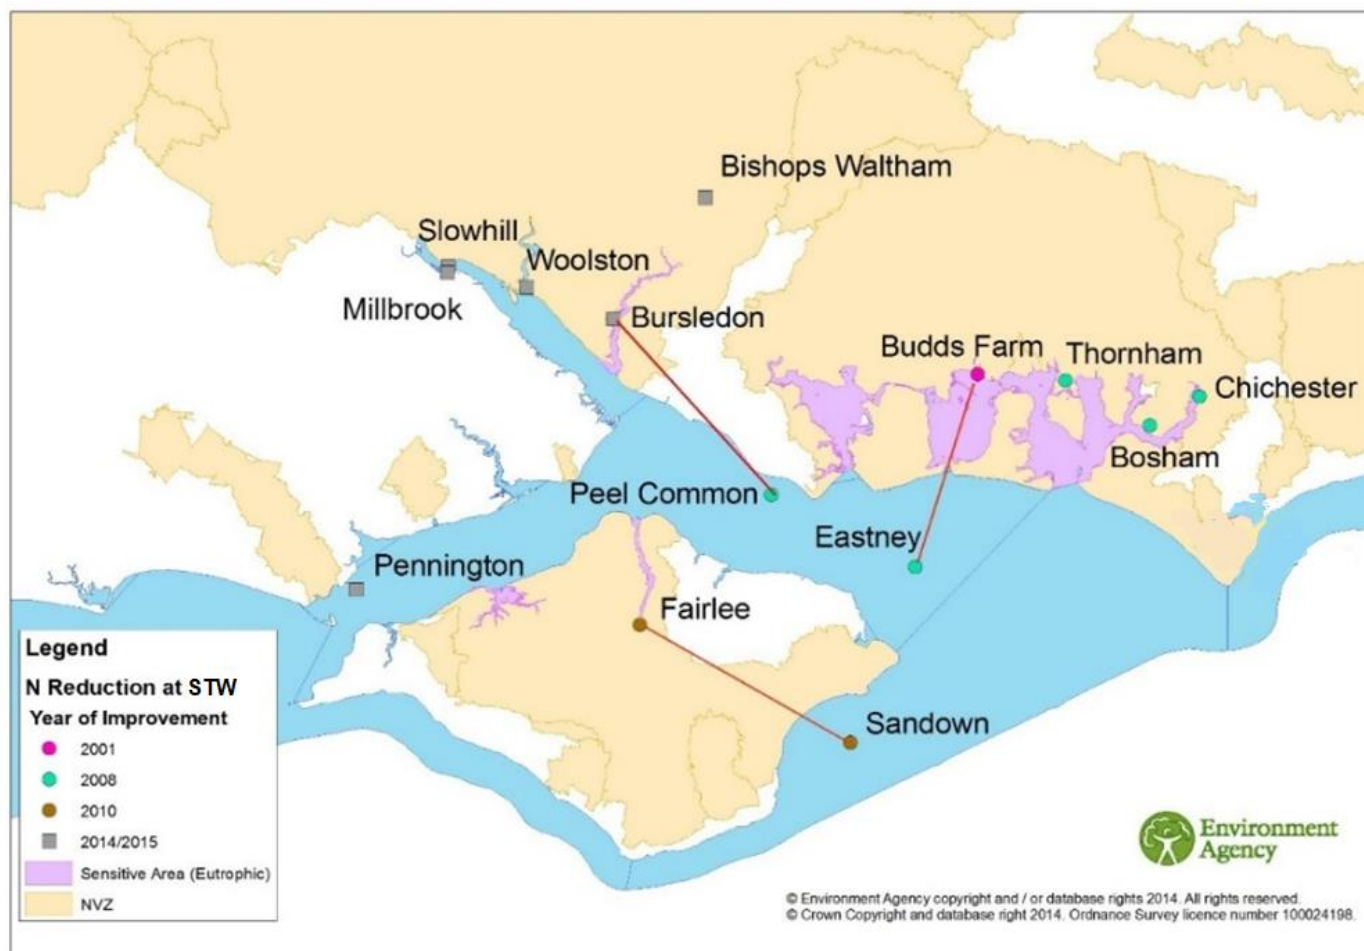 Bishops Waltham
Slowhill
Woolston
Millbrook
Bursledon
Budds Farm
Thornham
Chichester
Bosham
Peel Common
Eastney
Pennington
Fairlee
Sandown
Legend
N Reduction at STW
Year of Improvement
2001
2008
2010
2014/2015
Sensitive Area (Eutrophic)
NVZ
Environment
Agency
© Environment Agency copyright and / or database rights 2014. All rights reserved.
© Crown Copyright and database right 2014. Ordnance Survey licence number 100024198.